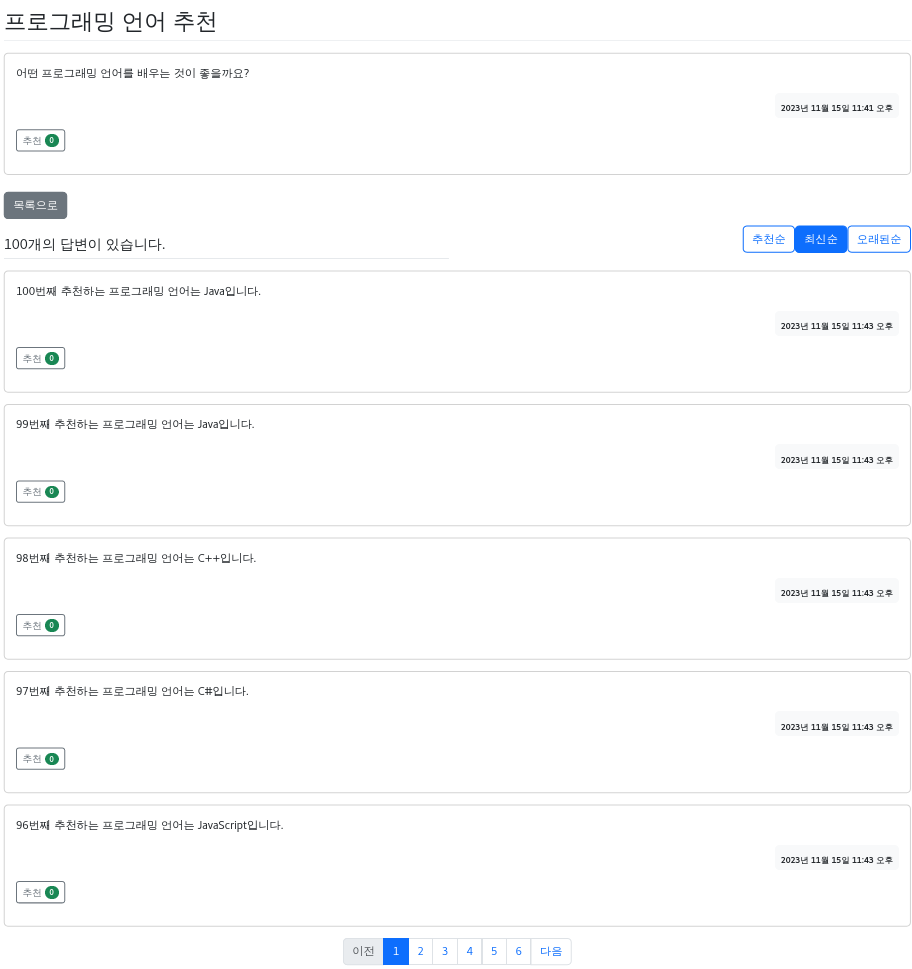 프로그래밍 언어 추천
어떤 프로그래밍 언어를 배우는 것이 좋을까요?
2023년 11월 15일 11:41 오후
추천 0
목록으로
100개의 답변이 있습니다.
추천순 최신순 오래된순
100번째 추천하는 프로그래밍 언어는 Java입니다.
2023년 11월 15일 11:43 오후
추천 0
99번째 추천하는 프로그래밍 언어는 Java입니다.
2023년 11월 15일 11:43 오후
추천 0
98번째 추천하는 프로그래밍 언어는 C++입니다.
2023년 11월 15일 11:43 오후
추천 0
97번째 추천하는 프로그래밍 언어는 C#입니다.
2023년 11월 15일 11:43 오후
추천 0
96번째 추천하는 프로그래밍 언어는 JavaScript입니다.
2023년 11월 15일 11:43 오후
추천 0
이전 1 2 3 4 5 6 다음